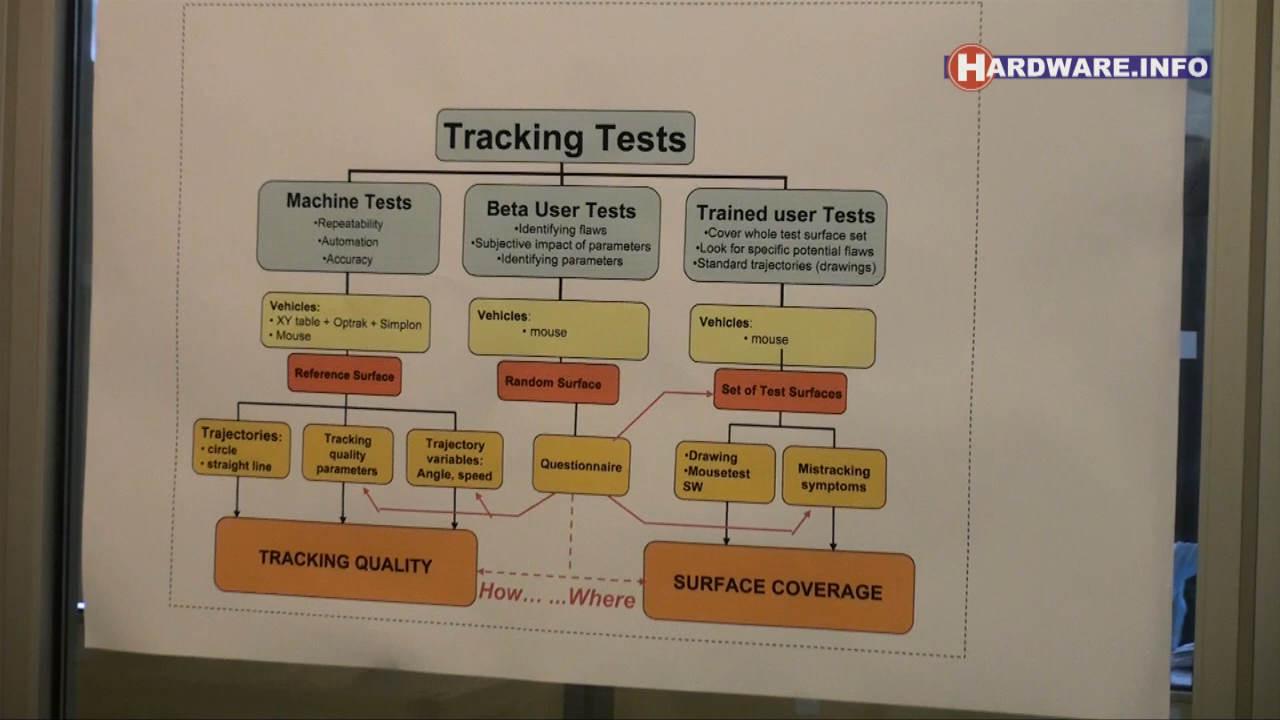 HARDWARE.INFO
Tracking Tests
Machine Tests
•Repeatability
•Automation
•Accuracy
Beta User Tests
•Identifying flaws
•Subjective impact of parameters
•Identifying parameters
Trained user Tests
•Cover whole test surface set
•Look for specific potential flaws
•Standard trajectories (drawings)
Vehicles:
• XY table + Optrak + Simplon
• Mouse
Vehicles:
• mouse
Vehicles:
• mouse
Reference Surface
Random Surface
Set of Test Surfaces
Trajectories:
• circle
• straight line
Tracking
quality
parameters
Trajectory
variables:
Angle, speed
Questionnaire
•Drawing
•Mousetest
SW
Mistracking
symptoms
TRACKING QUALITY
How... ...Where
SURFACE COVERAGE